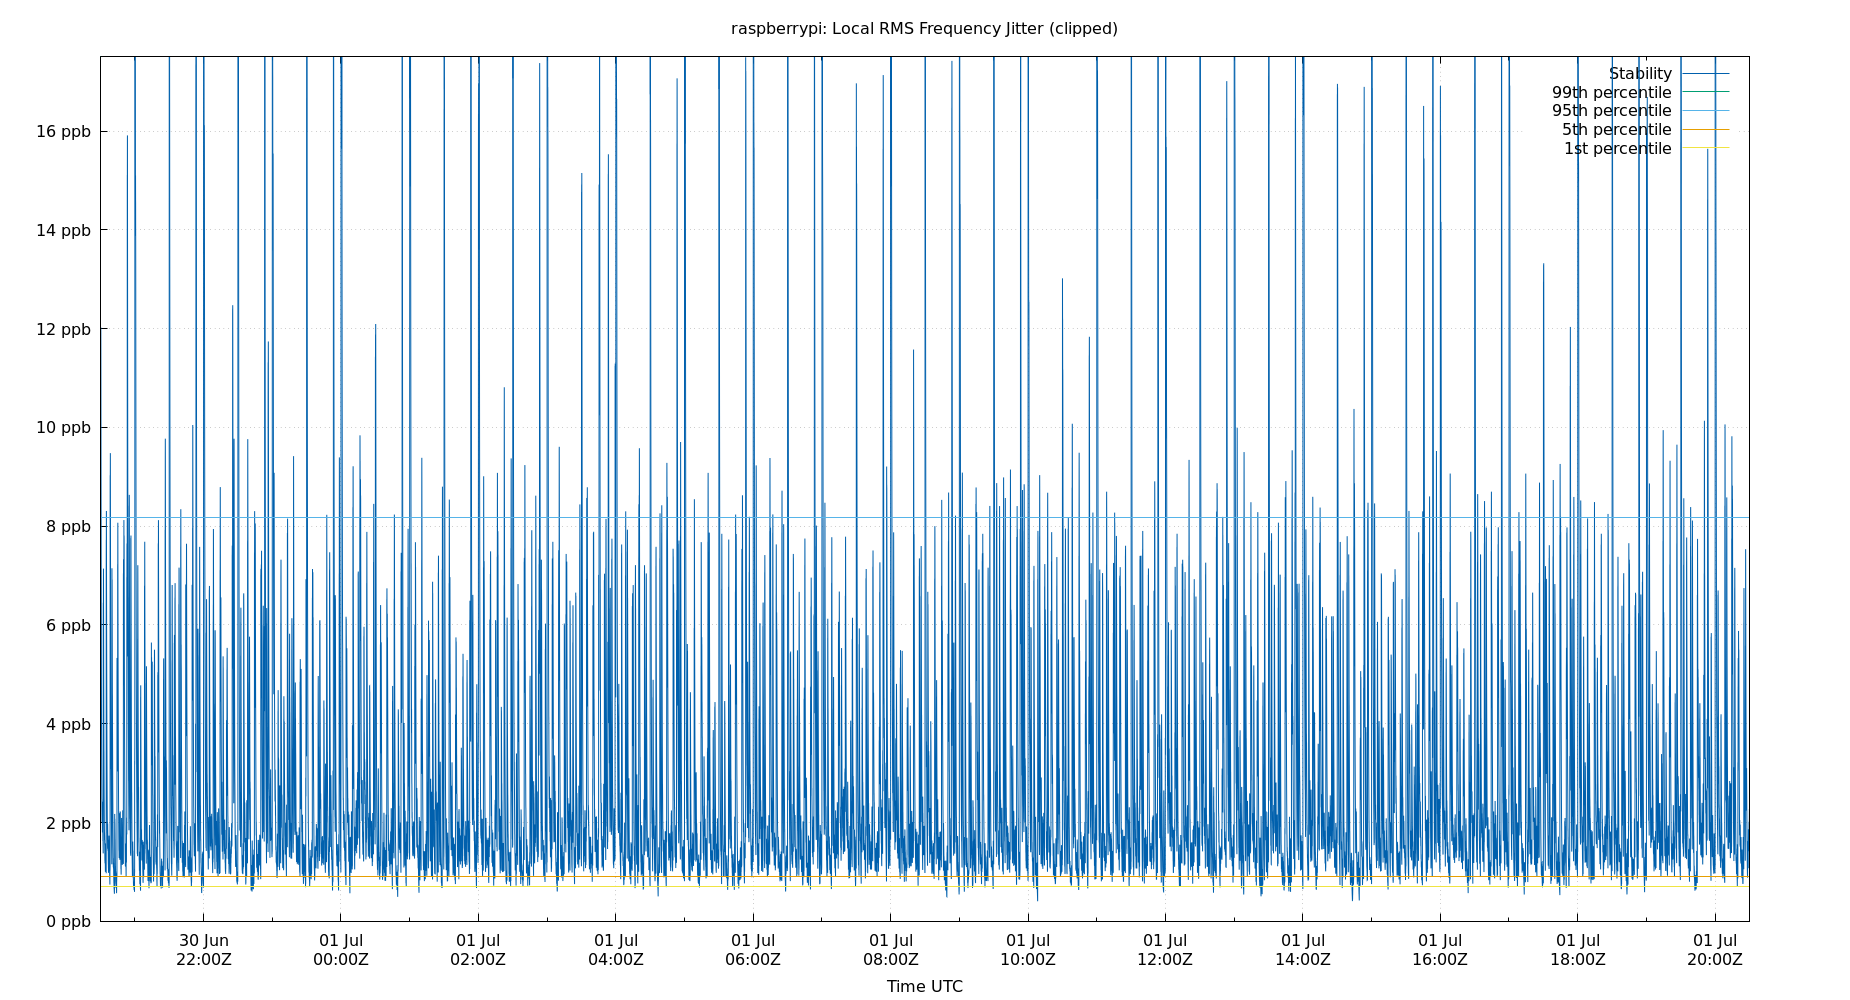 raspberrypi: Local RMS Frequency Jitter (clipped)
Stability
99th percentile
95th percentile
5th percentile
1st percentile
16 ppb
14 ppb
12 ppb
10 ppb
8 ppb
6 ppb
4 ppb
2 ppb
0 ppb
30 Jun 01 Jul 01 Jul 01 Jul 01 Jul 01 Jul 01 Jul 01 Jul 01 Jul 01 Jul 01 Jul 01 Jul
22:00Z 00:00Z 02:00Z 04:00Z 06:00Z 08:00Z 10:00Z 12:00Z 14:00Z 16:00Z 18:00Z 20:00Z
Time UTC